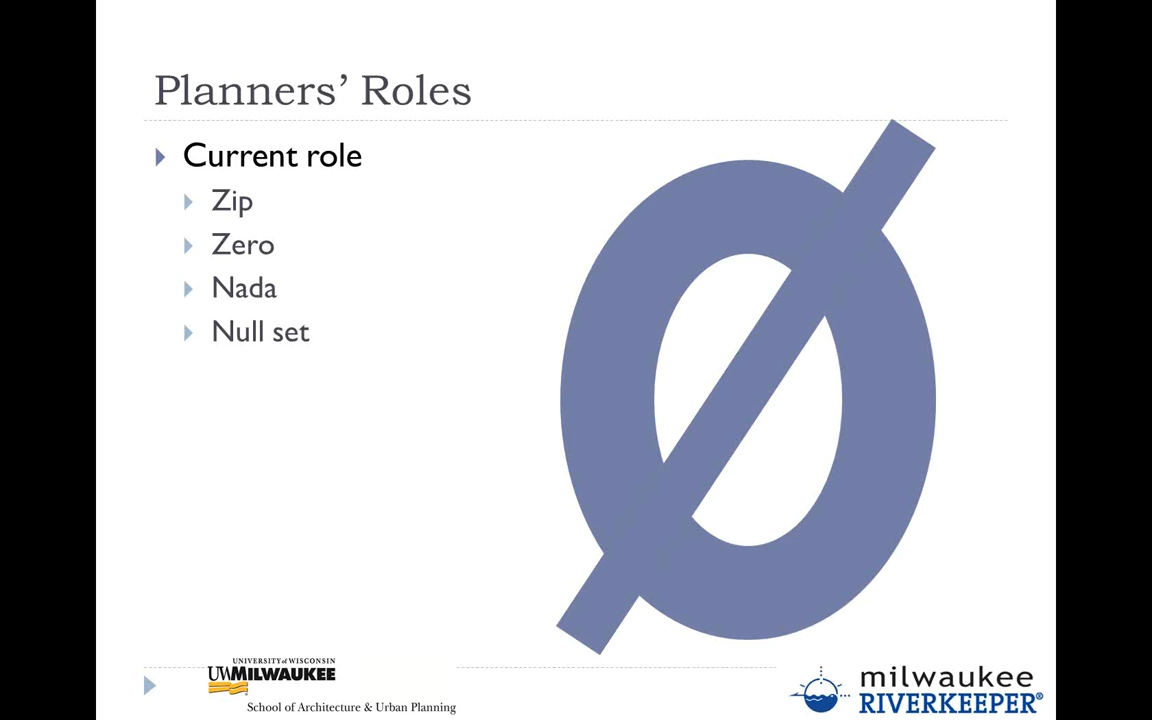 Planners’ Roles
Current role
Zip
Zero
Nada
Null set
Ø
UNIVERSITY of WISCONSIN
UWMILWAUKEE
School of Architecture & Urban Planning
milwaukee
RIVERKEEPER®